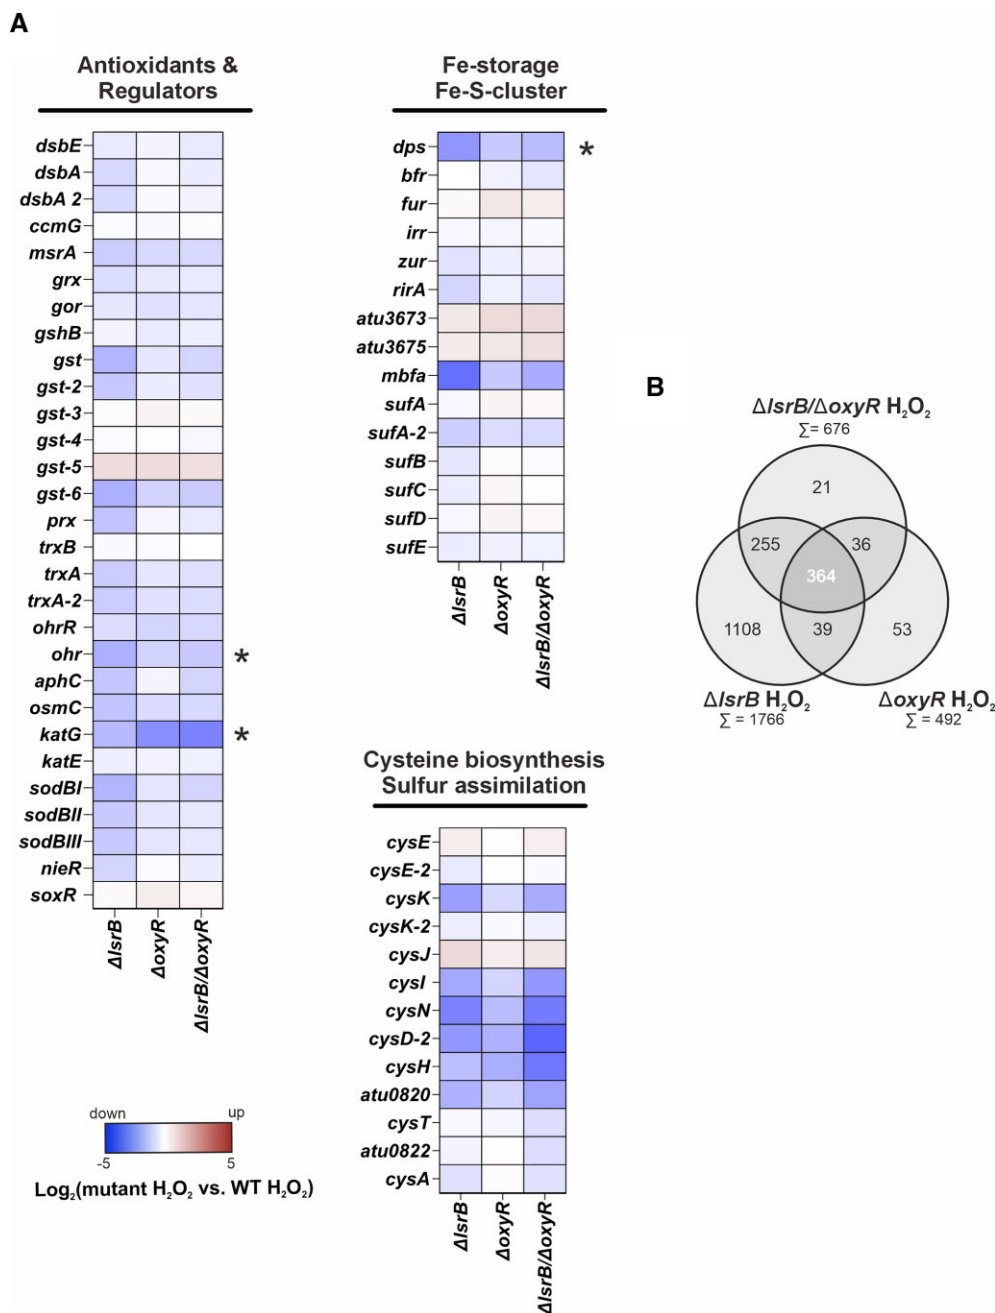 A
Antioxidants &
Regulators
dsbE
dsbA
dsbA 2
ccmG
msrA
grx
gor
gshB
gst
gst-2
gst-3
gst-4
gst-5
gst-6
prx
trxB
trxA
trxA-2
ohrR
ohr *
aphC
osmC
katG *
katE
sodBI
sodBII
sodBIII
nieR
soxR
ΔlsrB
ΔoxyR
ΔlsrB/ΔoxyR
down up
-5 5
Log₂(mutant H₂O₂ vs. WT H₂O₂)
Fe-storage
Fe-S-cluster
dps *
bfr
fur
irr
zur
rirA
atu3673
atu3675
mbfa
sufA
sufA-2
sufB
sufC
sufD
sufE
ΔlsrB
ΔoxyR
ΔlsrB/ΔoxyR
Cysteine biosynthesis
Sulfur assimilation
cysE
cysE-2
cysK
cysK-2
cysJ
cysI
cysN
cysD-2
cysH
atu0820
cysT
atu0822
cysA
ΔlsrB
ΔoxyR
ΔlsrB/ΔoxyR
B
ΔlsrB/ΔoxyR H₂O₂
∑= 676
21
255 36
364
1108 39 53
ΔlsrB H₂O₂ ΔoxyR H₂O₂
∑ = 1766 ∑ = 492